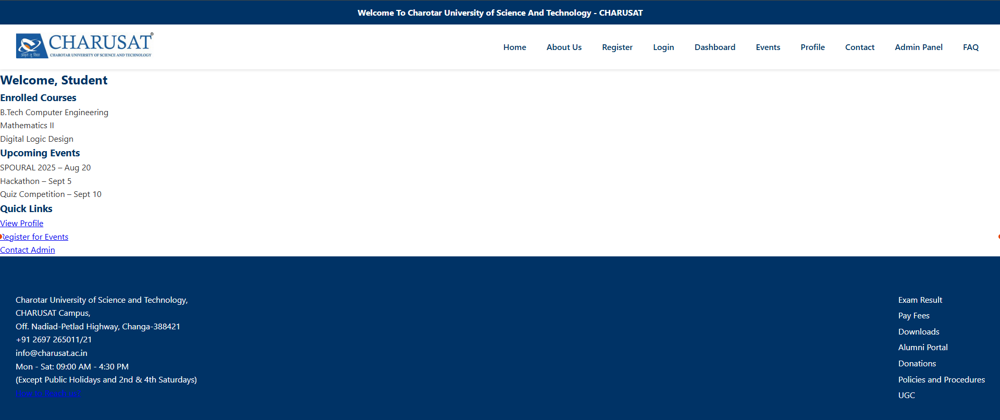 Welcome To Charotar University of Science And Technology - CHARUSAT
CHARUSAT®
CHAROTAR UNIVERSITY OF SCIENCE AND TECHNOLOGY
अमृतं तु विद्या
Home About Us Register Login Dashboard Events Profile Contact Admin Panel FAQ
Welcome, Student
Enrolled Courses
B.Tech Computer Engineering
Mathematics II
Digital Logic Design
Upcoming Events
SPOURAL 2025 – Aug 20
Hackathon – Sept 5
Quiz Competition – Sept 10
Quick Links
View Profile
Register for Events
Contact Admin
Charotar University of Science and Technology,
CHARUSAT Campus,
Off. Nadiad-Petlad Highway, Changa-388421
+91 2697 265011/21
info@charusat.ac.in
Mon - Sat: 09:00 AM - 4:30 PM
(Except Public Holidays and 2nd & 4th Saturdays)
How to Reach us?
Exam Result
Pay Fees
Downloads
Alumni Portal
Donations
Policies and Procedures
UGC